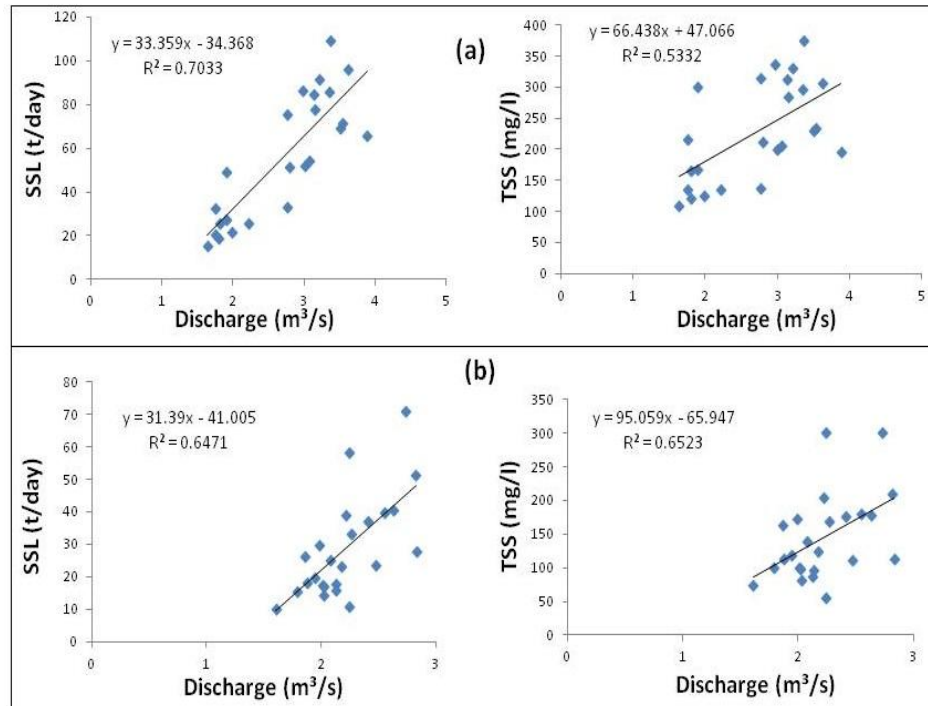 (a)
y = 33.359x - 34.368
R² = 0.7033
SSL (t/day)
120
100
80
60
40
20
0
0 1 2 3 4 5
Discharge (m³/s)
y = 66.438x + 47.066
R² = 0.5332
TSS (mg/l)
400
350
300
250
200
150
100
50
0
0 1 2 3 4 5
Discharge (m³/s)
(b)
y = 31.39x - 41.005
R² = 0.6471
SSL (t/day)
80
70
60
50
40
30
20
10
0
0 1 2 3
Discharge (m³/s)
y = 95.059x - 65.947
R² = 0.6523
TSS (mg/l)
350
300
250
200
150
100
50
0
0 1 2 3
Discharge (m³/s)